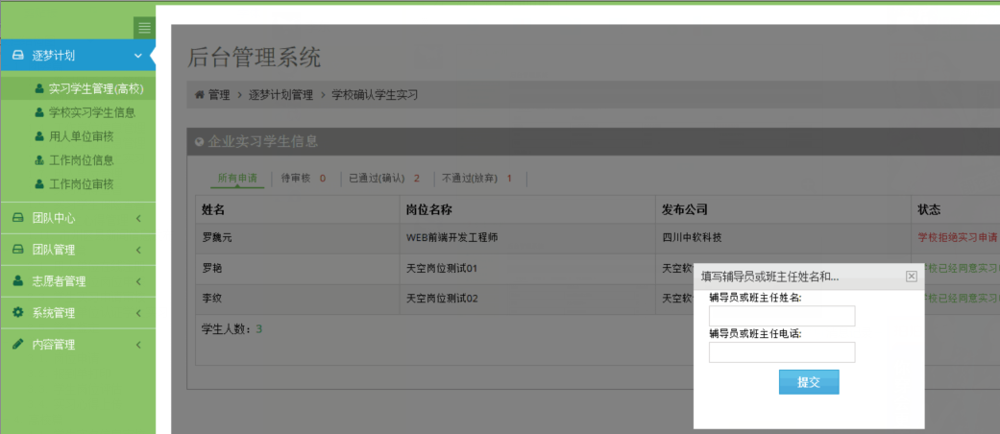 逐梦计划
实习学生管理(高校)
学校实习学生信息
用人单位审核
工作岗位信息
工作岗位审核
团队中心
团队管理
志愿者管理
系统管理
内容管理
后台管理系统
管理 > 逐梦计划管理 > 学校确认学生实习
企业实习学生信息
所有申请 待审核 0 已通过(确认) 2 不通过(放弃) 1
姓名 岗位名称 发布公司 状态
罗魏元 WEB前端开发工程师 四川中软科技 学校拒绝实习申请
罗艳 天空岗位测试01 天空软 学校已经同意实习
李纹 天空岗位测试02 天空软 学校已经同意实习
学生人数：3
填写辅导员或班主任姓名和...
辅导员或班主任姓名:
辅导员或班主任电话:
提交